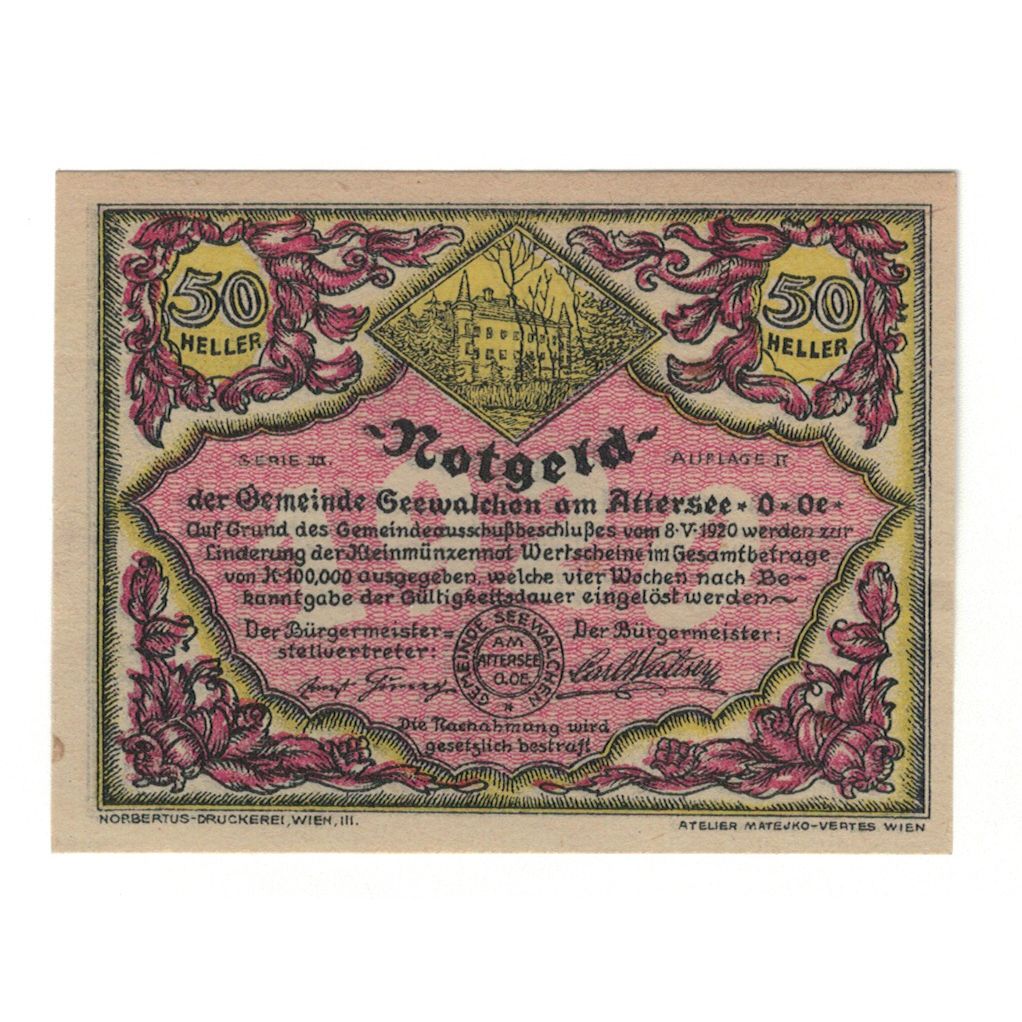 50
HELLER
50
HELLER
Notgeld
SERIE II.
AUFLAGE II
der Gemeinde Seewalchen am Attersee * O * Oe *
Auf Grund des Gemeindeausschußbeschlußes vom 8·V·1920 werden zur
Linderung der Kleinmünzennot Wertscheine im Gesamtbetrage
von K·100,000 ausgegeben, welche vier Wochen nach Be-
kanntgabe der Gültigkeitsdauer eingelöst werden~
Der Bürgermeister=
stellvertreter:
Der Bürgermeister:
GEMEINDE SEEWALCHEN
AM
ATTERSEE
O.OE.
Die Nachahmung wird
gesetzlich bestraft
NORBERTUS-DRUCKEREI, WIEN, III.
ATELIER MATEJKO-VERTES WIEN